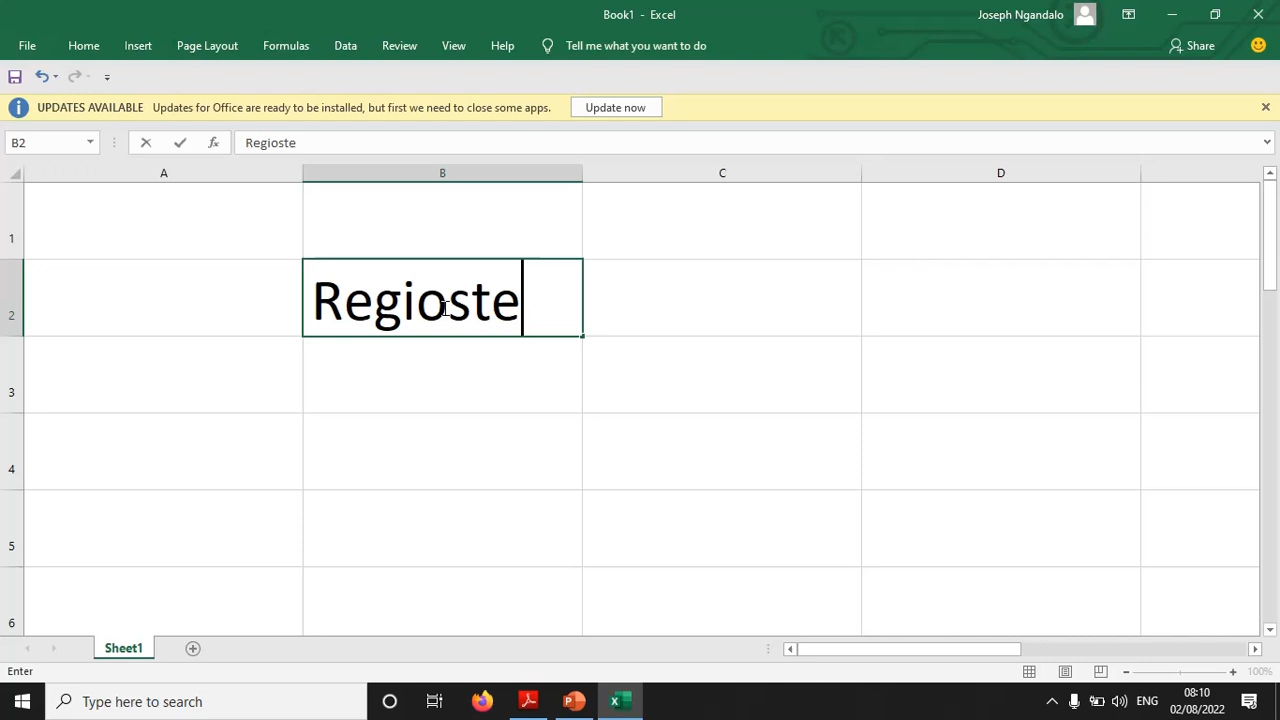 Book1 - Excel
Joseph Ngandalo
File Home Insert Page Layout Formulas Data Review View Help Tell me what you want to do Share
UPDATES AVAILABLE Updates for Office are ready to be installed, but first we need to close some apps. Update now
B2 fx Regioste
A B C D
1
2 Regioste
3
4
5
6
Sheet1
Enter 100%
Type here to search ENG 08:10
02/08/2022